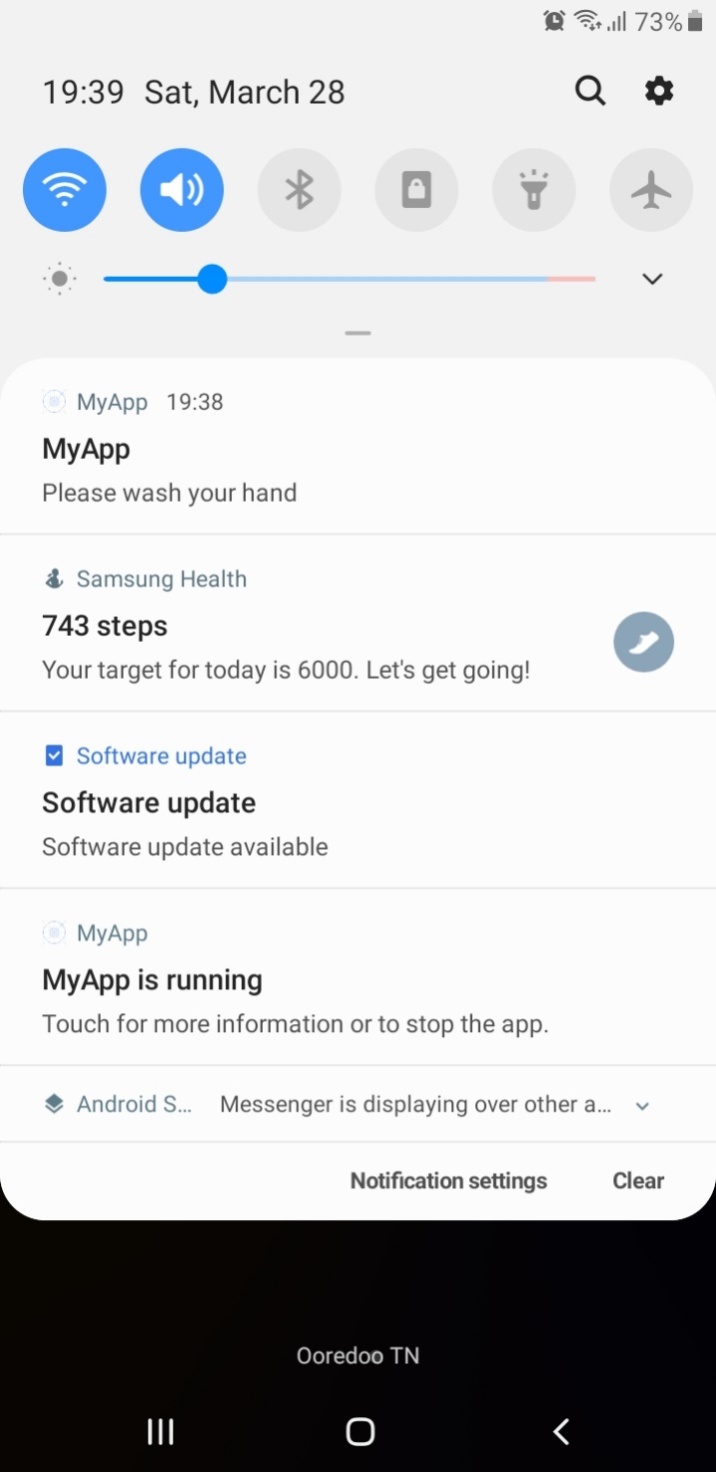 73%
19:39 Sat, March 28
MyApp 19:38
MyApp
Please wash your hand
Samsung Health
743 steps
Your target for today is 6000. Let's get going!
Software update
Software update
Software update available
MyApp
MyApp is running
Touch for more information or to stop the app.
Android S... Messenger is displaying over other a...
Notification settings Clear
Ooredoo TN